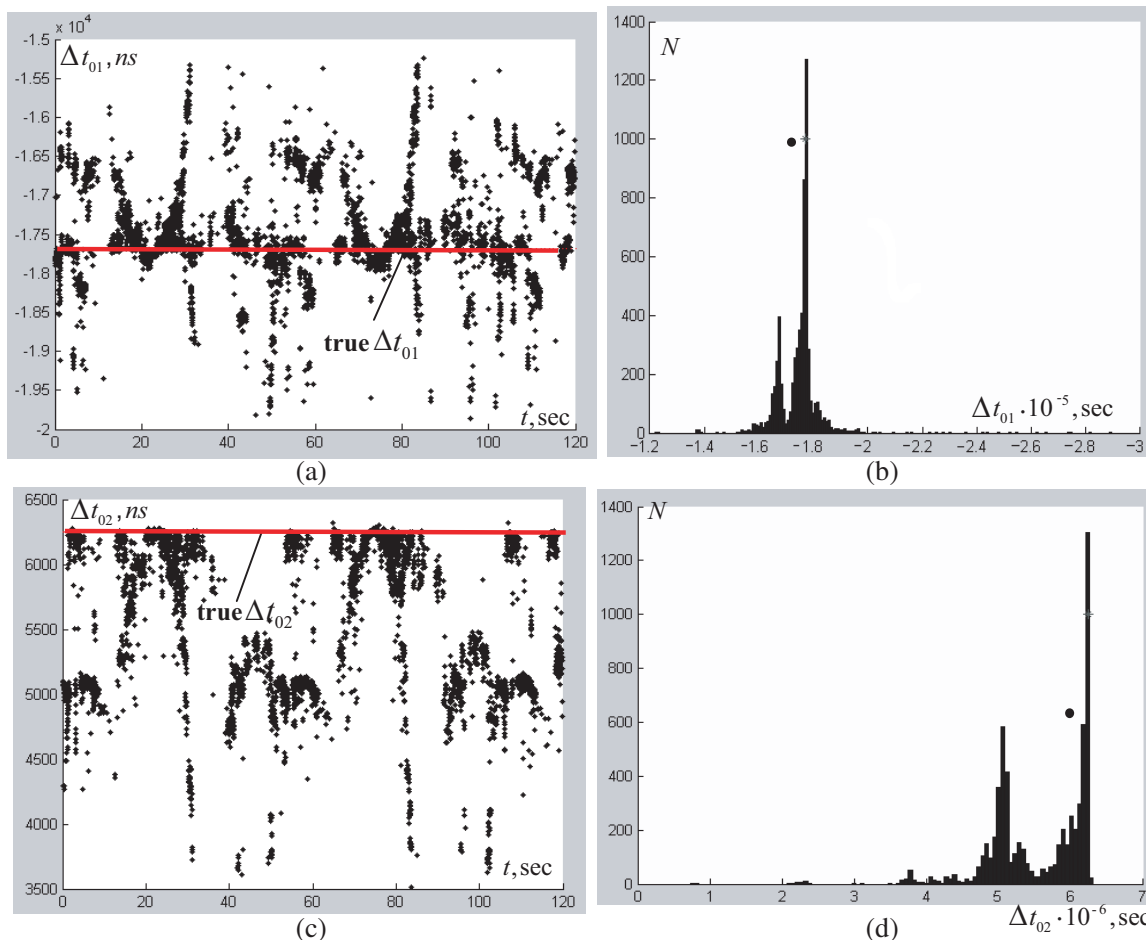 x 10⁴
-1.5
-1.55
-1.6
-1.65
-1.7
-1.75
-1.8
-1.85
-1.9
-1.95
-2
Δt₀₁, ns
true Δt₀₁
t, sec
0 20 40 60 80 100 120
(a)
1400
1200
1000
800
600
400
200
0
N
Δt₀₁·10⁻⁵, sec
-1.2 -1.4 -1.6 -1.8 -2 -2.2 -2.4 -2.6 -2.8 -3
(b)
6500
6000
5500
5000
4500
4000
3500
Δt₀₂, ns
true Δt₀₂
t, sec
0 20 40 60 80 100 120
(c)
1400
1200
1000
800
600
400
200
0
N
0 1 2 3 4 5 6 7
Δt₀₂·10⁻⁶, sec
(d)